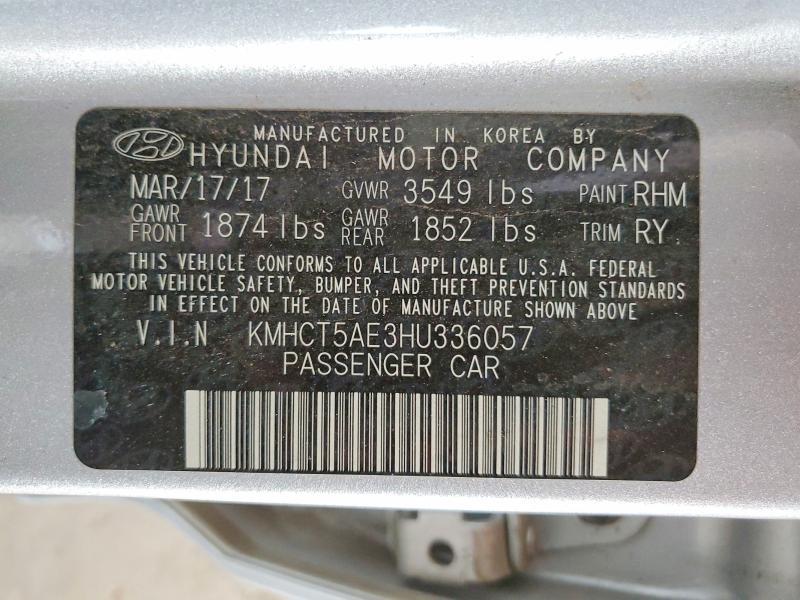 MANUFACTURED IN KOREA BY
HYUNDAI MOTOR COMPANY
MAR/17/17 GVWR 3549 lbs PAINT RHM
GAWR FRONT 1874 lbs GAWR REAR 1852 lbs TRIM RY
THIS VEHICLE CONFORMS TO ALL APPLICABLE U.S.A. FEDERAL
MOTOR VEHICLE SAFETY, BUMPER, AND THEFT PREVENTION STANDARDS
IN EFFECT ON THE DATE OF MANUFACTURE SHOWN ABOVE
V.I.N KMHCT5AE3HU336057
PASSENGER CAR